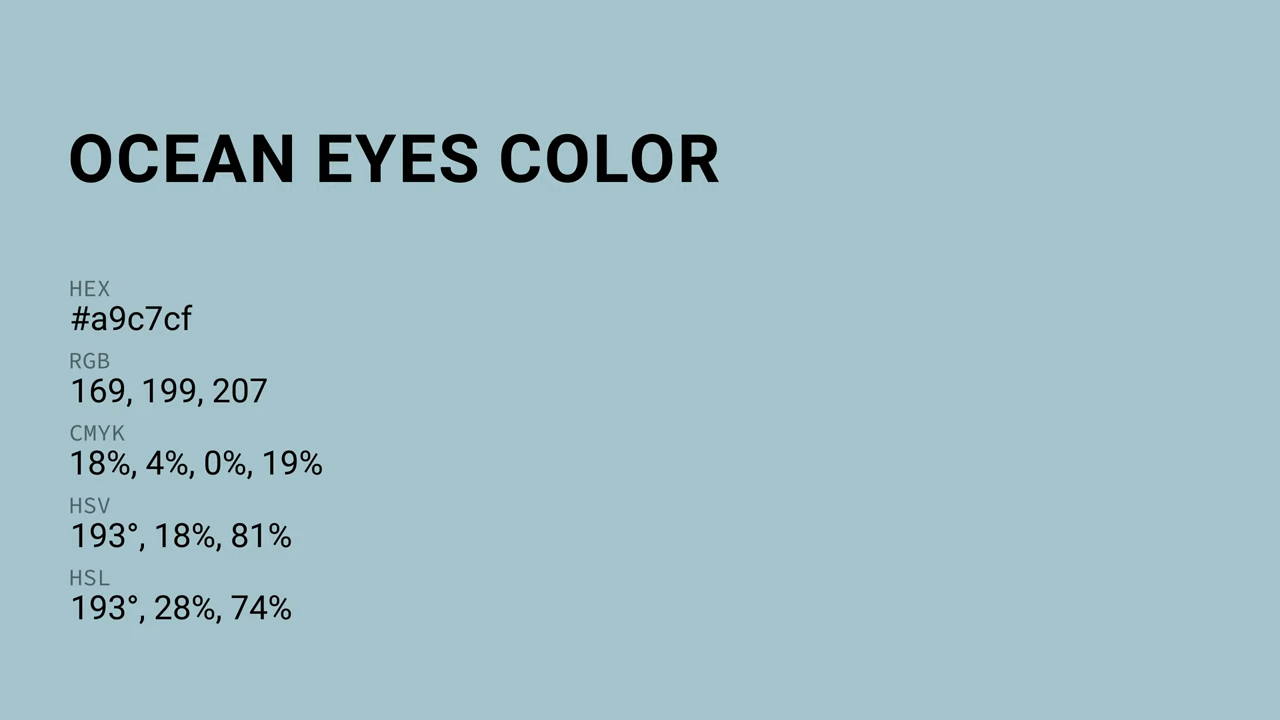 OCEAN EYES COLOR
HEX
#a9c7cf
RGB
169, 199, 207
CMYK
18%, 4%, 0%, 19%
HSV
193°, 18%, 81%
HSL
193°, 28%, 74%